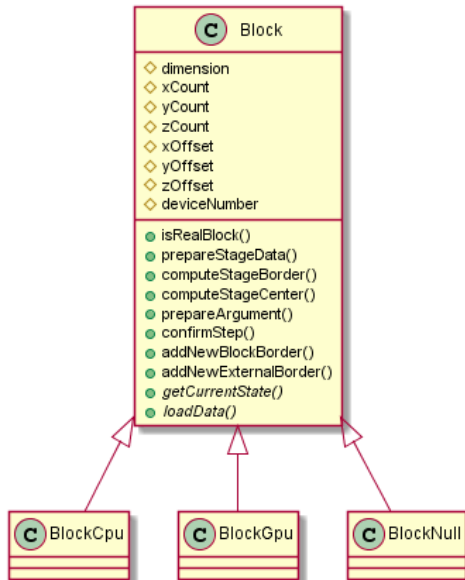 C Block
dimension
xCount
yCount
zCount
xOffset
yOffset
zOffset
deviceNumber
isRealBlock()
prepareStageData()
computeStageBorder()
computeStageCenter()
prepareArgument()
confirmStep()
addNewBlockBorder()
addNewExternalBorder()
getCurrentState()
loadData()
C BlockCpu C BlockGpu C BlockNull